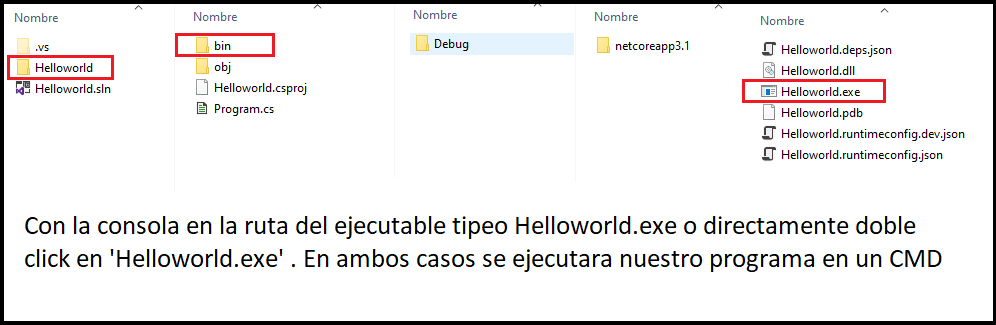 Nombre
.vs
Helloworld
Helloworld.sln
Nombre
bin
obj
Helloworld.csproj
Program.cs
Nombre
Debug
Nombre
netcoreapp3.1
Nombre
Helloworld.deps.json
Helloworld.dll
Helloworld.exe
Helloworld.pdb
Helloworld.runtimeconfig.dev.json
Helloworld.runtimeconfig.json
Con la consola en la ruta del ejecutable tipeo Helloworld.exe o directamente doble
click en 'Helloworld.exe' . En ambos casos se ejecutara nuestro programa en un CMD